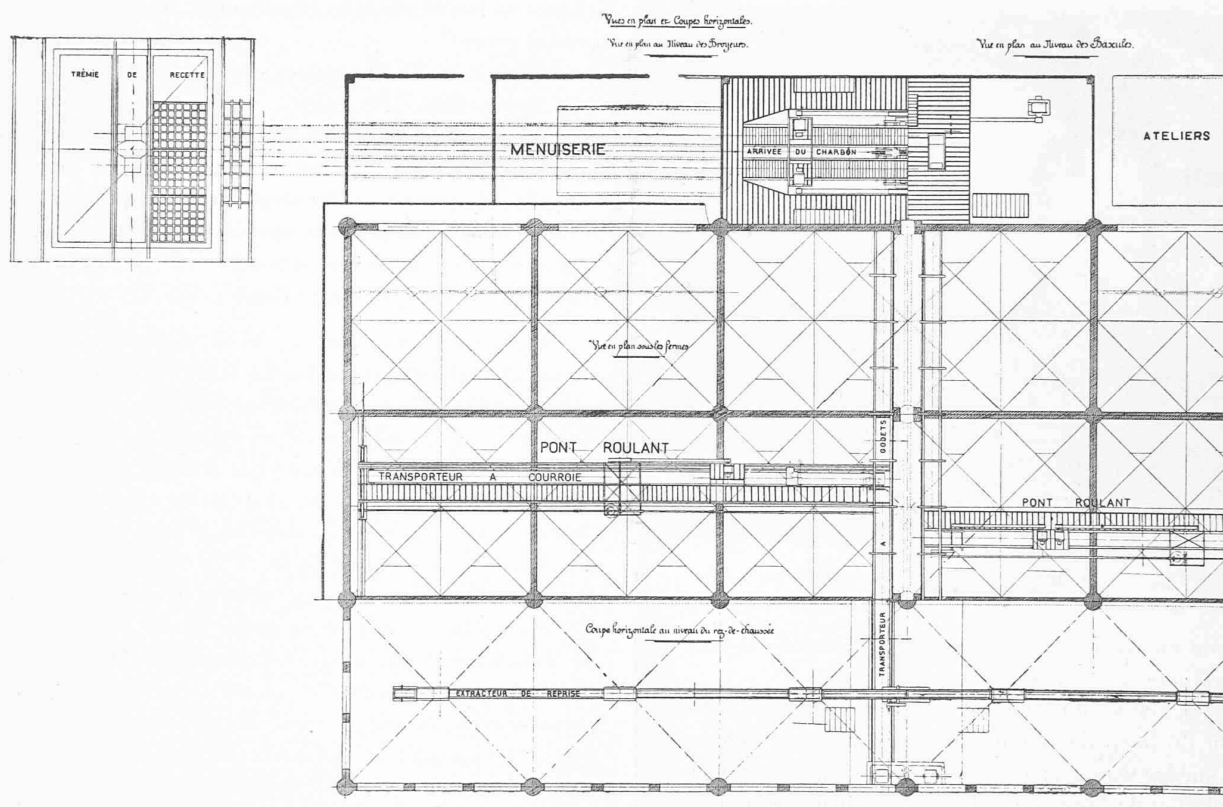 Vues en plan et Coupes horizontales.
Vue en plan au Niveau des Broyeurs.
Vue en plan au Niveau des Bascules.
TRÉMIE DE RECETTE
MENUISERIE
ARRIVÉE DU CHARBON
ATELIERS
Vue en plan sous les fermes
PONT ROULANT
TRANSPORTEUR A COURROIE
PONT ROULANT
Coupe horizontale au niveau du rez-de-chaussée
EXTRACTEUR DE REPRISE
TRANSPORTEUR A GODETS